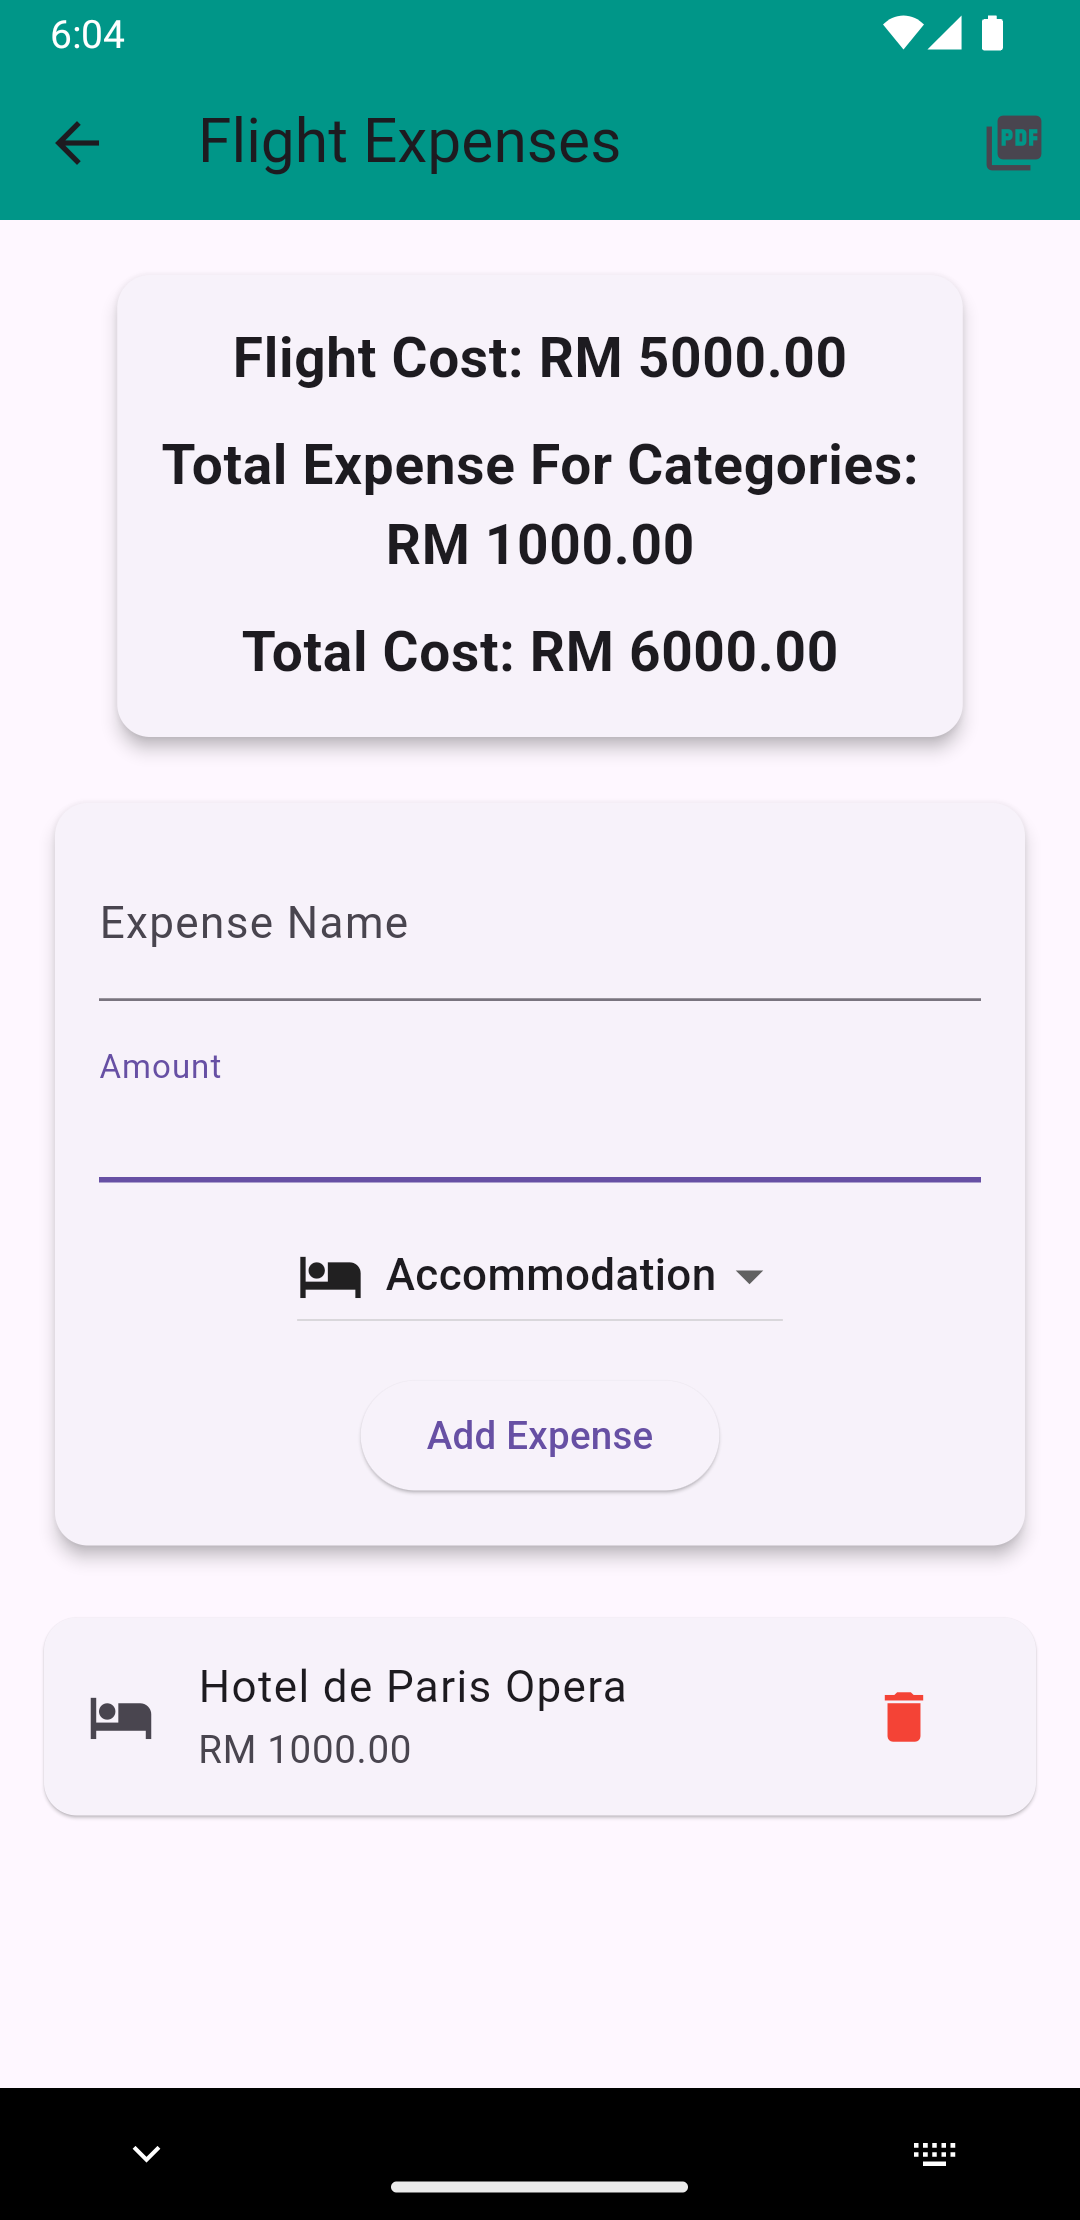 6:04
Flight Expenses
PDF
Flight Cost: RM 5000.00
Total Expense For Categories:
RM 1000.00
Total Cost: RM 6000.00
Expense Name
Amount
Accommodation
Add Expense
Hotel de Paris Opera
RM 1000.00